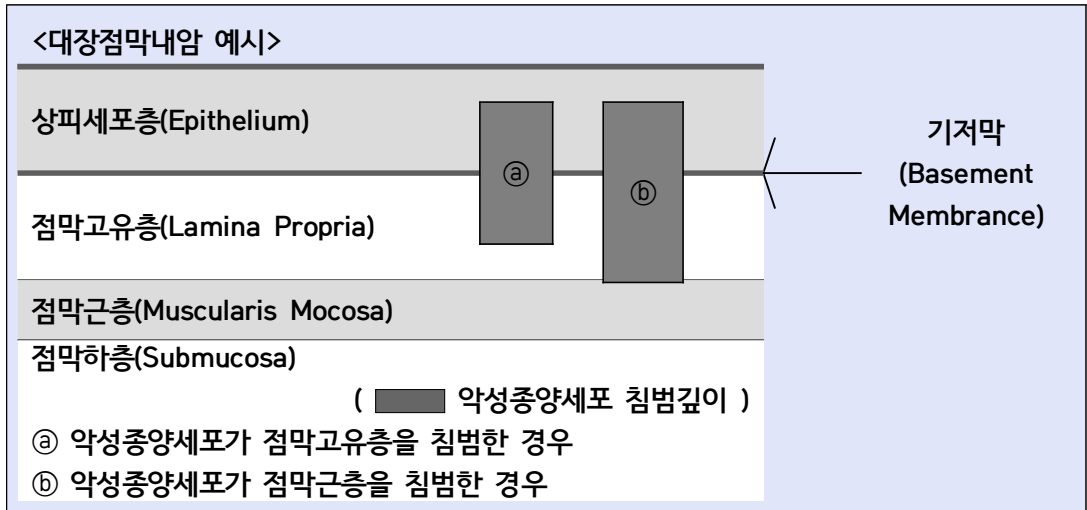 <대장점막내암 예시>
상피세포층(Epithelium)
ⓐ
ⓑ
기저막
(Basement
Membrance)
점막고유층(Lamina Propria)
점막근층(Muscularis Mocosa)
점막하층(Submucosa)
( 악성종양세포 침범깊이 )
ⓐ 악성종양세포가 점막고유층을 침범한 경우
ⓑ 악성종양세포가 점막근층을 침범한 경우